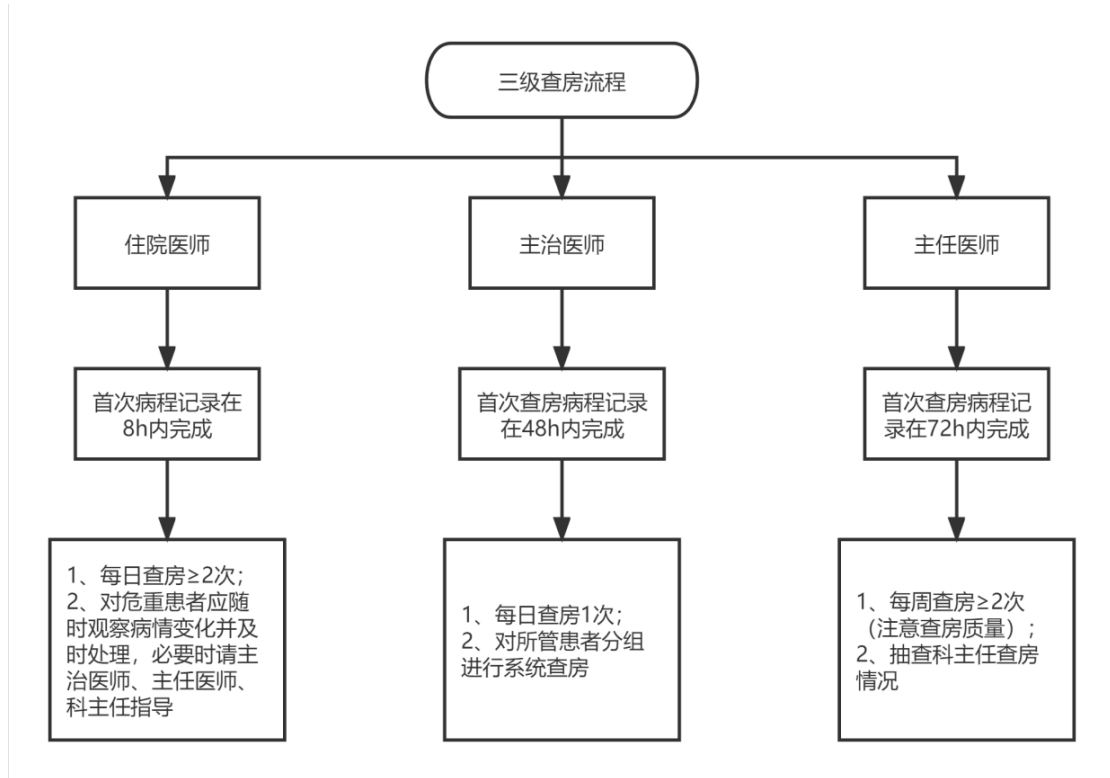 三级查房流程
住院医师
主治医师
主任医师
首次病程记录在
8h内完成
首次查房病程记录
在48h内完成
首次查房病程记
录在72h内完成
1、每日查房≥2次；
2、对危重患者应随
时观察病情变化并及
时处理，必要时请主
治医师、主任医师、
科主任指导
1、每日查房1次；
2、对所管患者分组
进行系统查房
1、每周查房≥2次
（注意查房质量）；
2、抽查科主任查房
情况